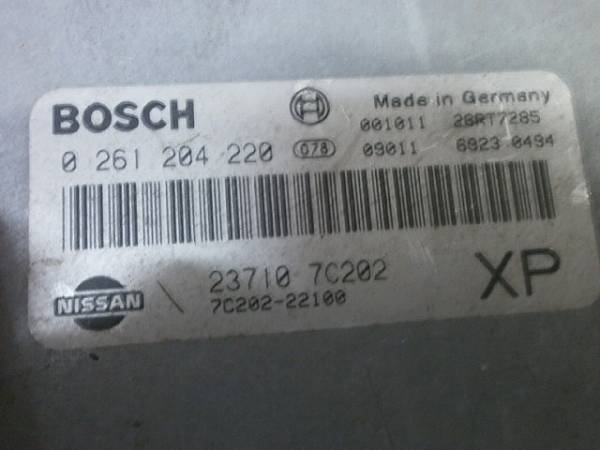 BOSCH
Made in Germany
001011 28RT7285
0 261 204 220 078 09011 6923 0494
23710 7C202
XP
NISSAN
7C202-22100